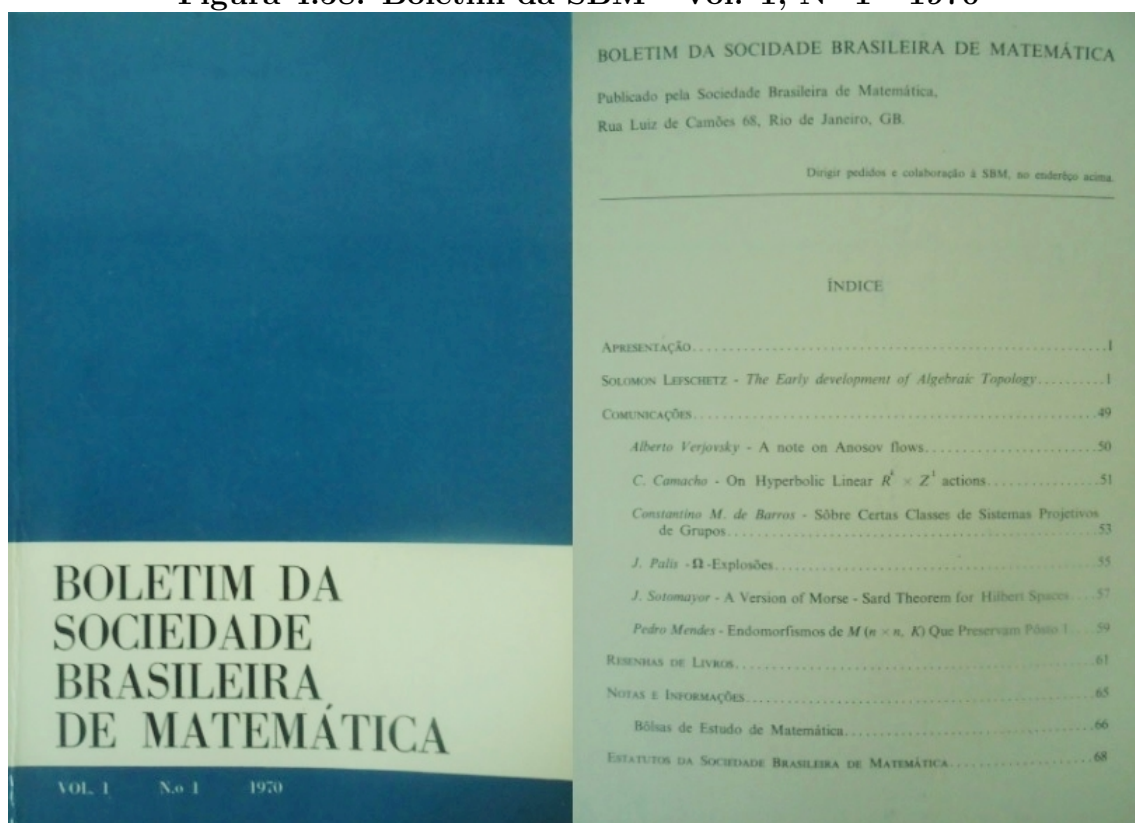 Figura 4.38: Boletim da SBM - Vol. 1, Nº 1 - 1970
BOLETIM DA
SOCIEDADE
BRASILEIRA
DE MATEMÁTICA
VOL. 1 N.o 1 1970
BOLETIM DA SOCIDADE BRASILEIRA DE MATEMÁTICA
Publicado pela Sociedade Brasileira de Matemática,
Rua Luiz de Camões 68, Rio de Janeiro, GB.
Dirigir pedidos e colaboração à SBM, no enderêço acima.
ÍNDICE
APRESENTAÇÃO........1
SOLOMON LEFSCHETZ - The Early development of Algebraic Topology........1
COMUNICAÇÕES........49
Alberto Verjovsky - A note on Anosov flows........50
C. Camacho - On Hyperbolic Linear R^k × Z^l actions........51
Constantino M. de Barros - Sôbre Certas Classes de Sistemas Projetivos
de Grupos........53
J. Palis - Ω -Explosões........55
J. Sotomayor - A Version of Morse - Sard Theorem for Hilbert Spaces....57
Pedro Mendes - Endomorfismos de M (n × n, K) Que Preservam Pôsto 1....59
RESENHAS DE LIVROS........61
NOTAS E INFORMAÇÕES........65
Bôlsas de Estudo de Matemática........66
ESTATUTOS DA SOCIEDADE BRASILEIRA DE MATEMÁTICA........68